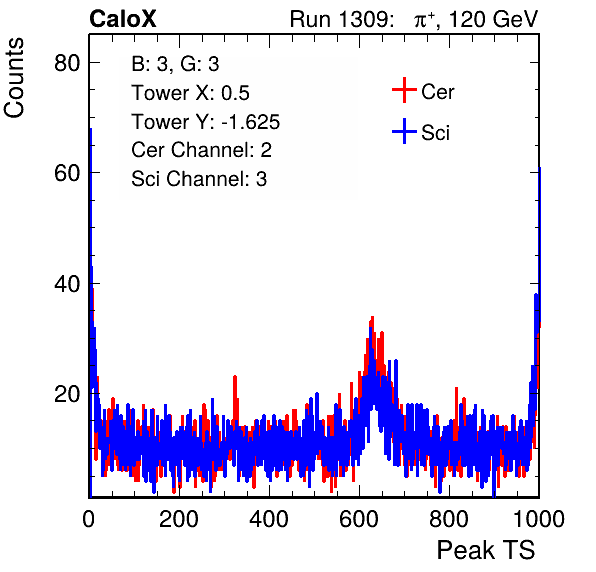 CaloX Run 1309: π+, 120 GeV
B: 3, G: 3
Tower X: 0.5
Tower Y: -1.625
Cer Channel: 2
Sci Channel: 3
Cer
Sci
Counts
80
60
40
20
0 200 400 600 800 1000
Peak TS